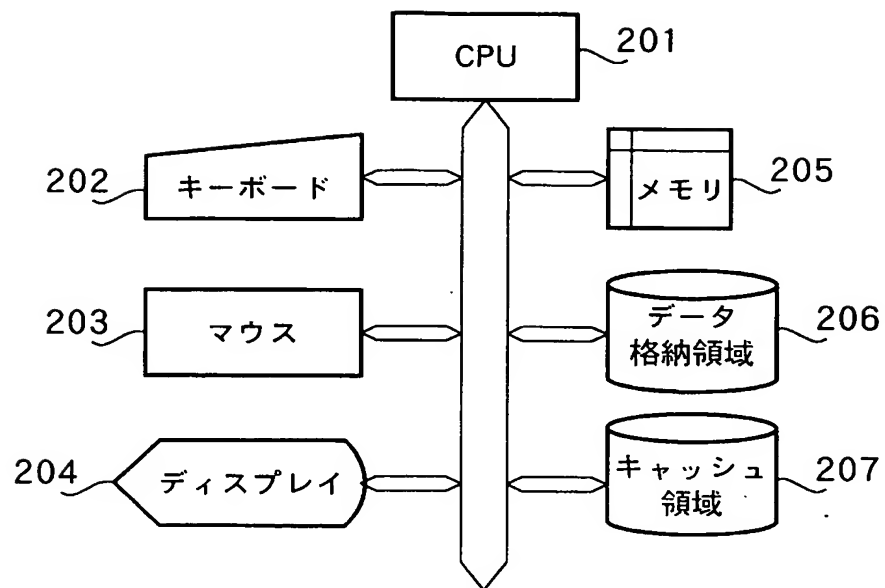 CPU
201
202
キーボード
メモリ
205
203
マウス
データ
格納領域
206
204
ディスプレイ
キャッシュ
領域
207